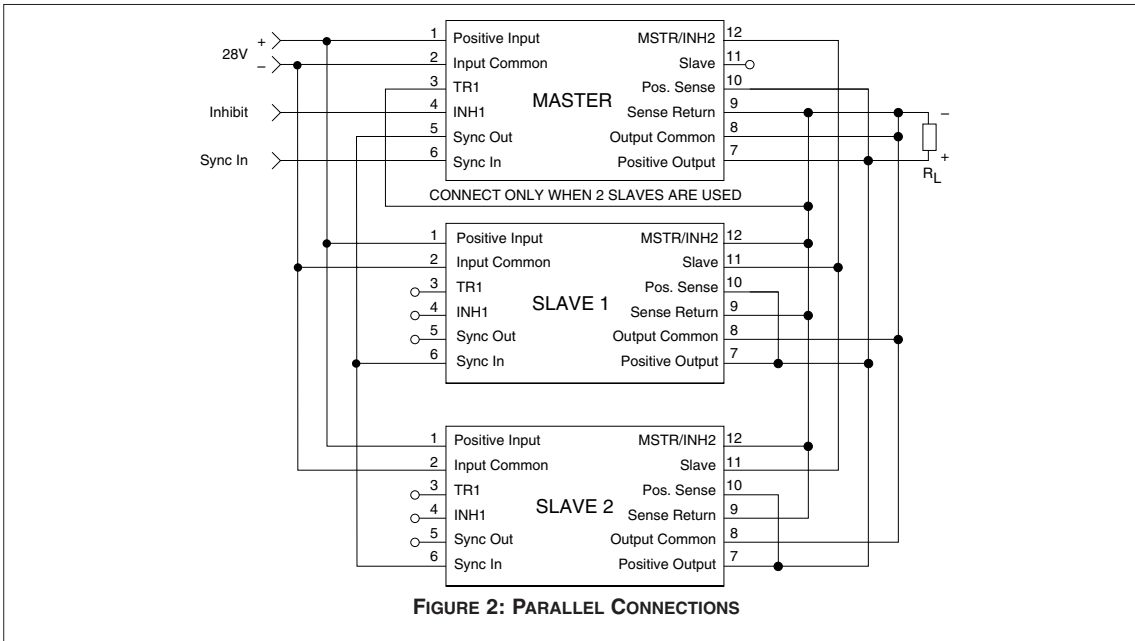 28V
+
–
Inhibit
Sync In
1 Positive Input MSTR/INH2 12
2 Input Common Slave 11
3 TR1 Pos. Sense 10
MASTER
4 INH1 Sense Return 9
5 Sync Out Output Common 8
6 Sync In Positive Output 7
–
+
RL
CONNECT ONLY WHEN 2 SLAVES ARE USED
1 Positive Input MSTR/INH2 12
2 Input Common Slave 11
3 TR1 Pos. Sense 10
SLAVE 1
4 INH1 Sense Return 9
5 Sync Out Output Common 8
6 Sync In Positive Output 7
1 Positive Input MSTR/INH2 12
2 Input Common Slave 11
3 TR1 Pos. Sense 10
SLAVE 2
4 INH1 Sense Return 9
5 Sync Out Output Common 8
6 Sync In Positive Output 7
FIGURE 2: PARALLEL CONNECTIONS